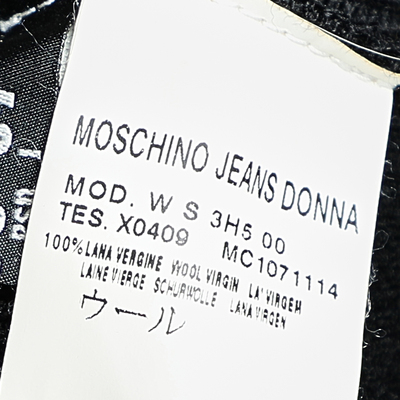 MOSCHINO JEANS DONNA
MOD. W S 3H5 00
TES. X0409 MC1071114
100% LANA VERGINE WOOL VIRGIN LA' VIRGEM
LAINE VIERGE SCHURWOLLE LANA VIRGEN
ウール